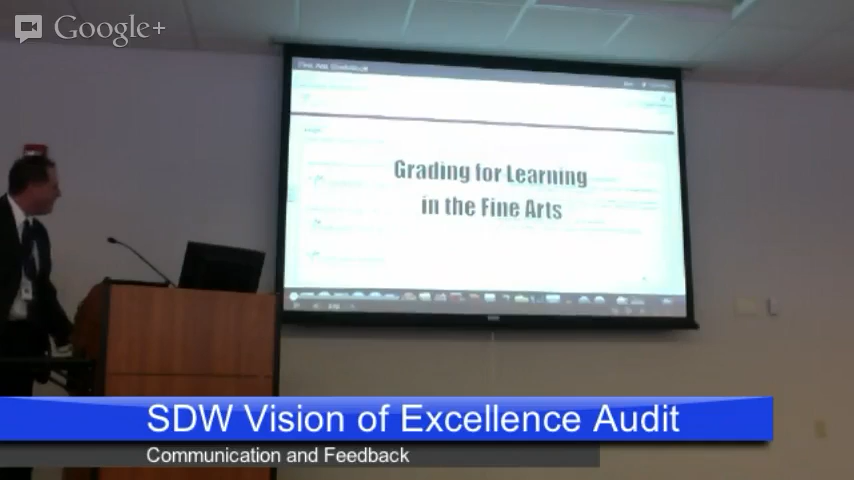 Google+
Grading for Learning
in the Fine Arts
SDW Vision of Excellence Audit
Communication and Feedback